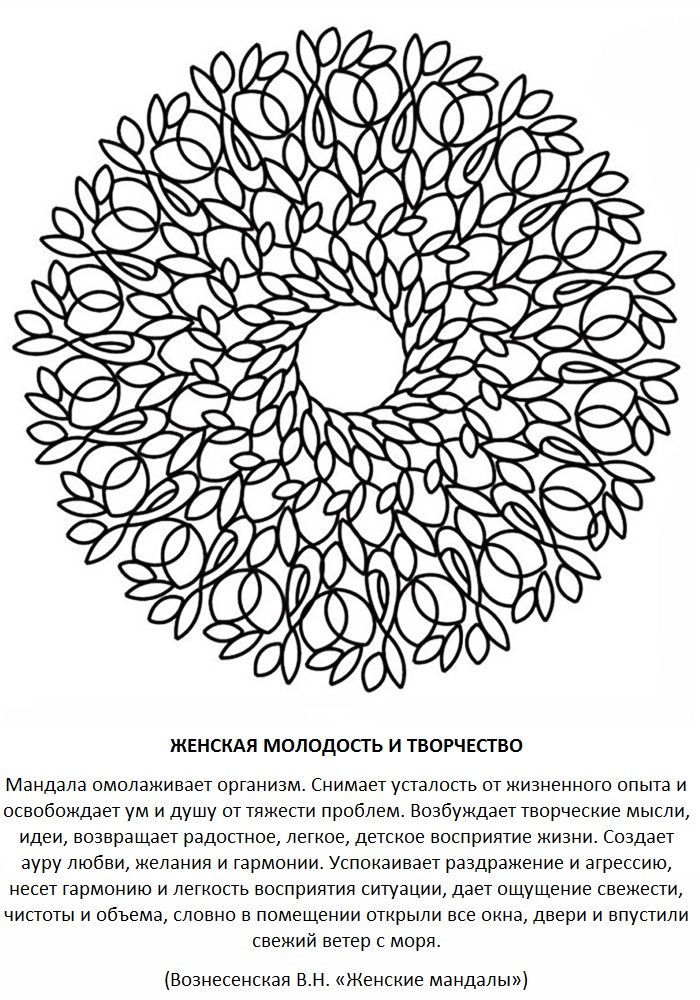 ЖЕНСКАЯ МОЛОДОСТЬ И ТВОРЧЕСТВО
Мандала омолаживает организм. Снимает усталость от жизненного опыта и
освобождает ум и душу от тяжести проблем. Возбуждает творческие мысли,
идеи, возвращает радостное, легкое, детское восприятие жизни. Создает
ауру любви, желания и гармонии. Успокаивает раздражение и агрессию,
несет гармонию и легкость восприятия ситуации, дает ощущение свежести,
чистоты и объема, словно в помещении открыли все окна, двери и впустили
свежий ветер с моря.
(Вознесенская В.Н. «Женские мандалы»)